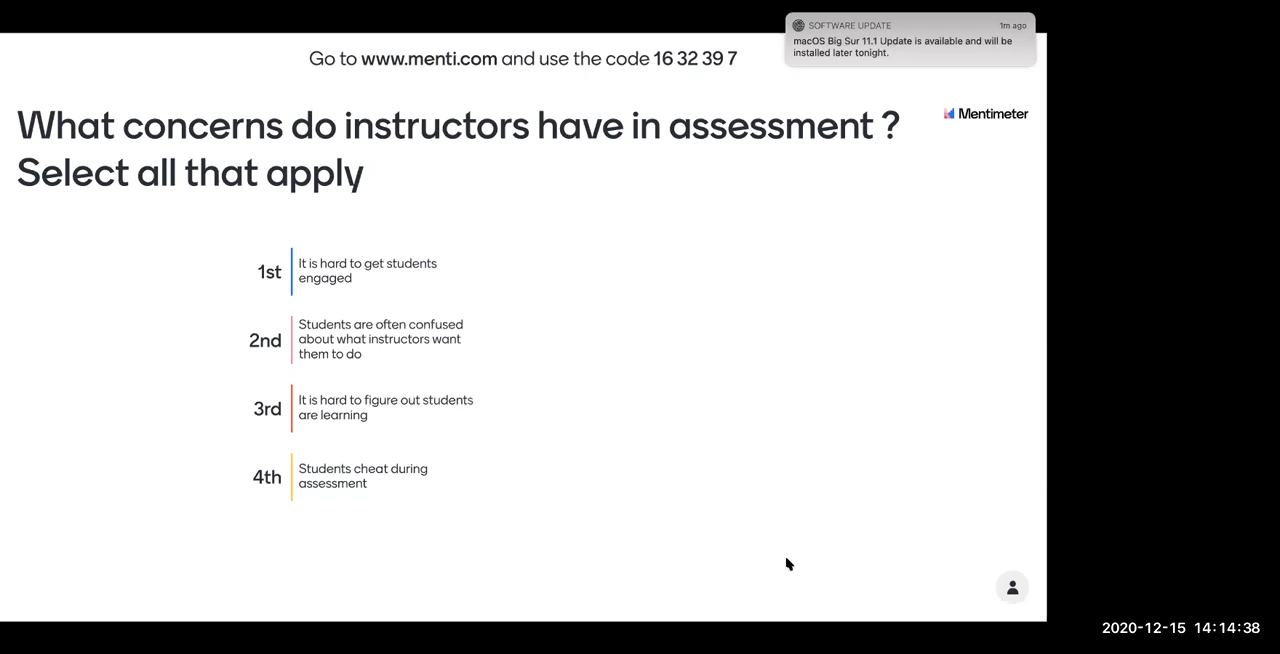 SOFTWARE UPDATE 1m ago
macOS Big Sur 11.1 Update is available and will be
installed later tonight.
Go to www.menti.com and use the code 16 32 39 7
Mentimeter
What concerns do instructors have in assessment ?
Select all that apply
1st
It is hard to get students
engaged
2nd
Students are often confused
about what instructors want
them to do
3rd
It is hard to figure out students
are learning
4th
Students cheat during
assessment
2020-12-15 14:14:38